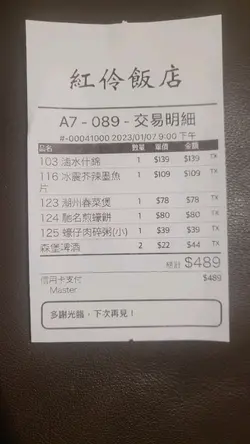 紅伶飯店
A7 - 089 - 交易明細
#-00041000 2023/01/07 9:00 下午
品名 數量 單價 金額
103 滷水什錦 1 $139 $139 TX
116 冰震芥辣墨魚片 1 $109 $109 TX
123 潮州春菜煲 1 $78 $78 TX
124 馳名煎蠔餅 1 $80 $80 TX
125 蠔仔肉碎粥(小) 1 $39 $39 TX
森堡啤酒 2 $22 $44 TX
總計 $489
信用卡支付 $489
Master
多謝光臨，下次再見！